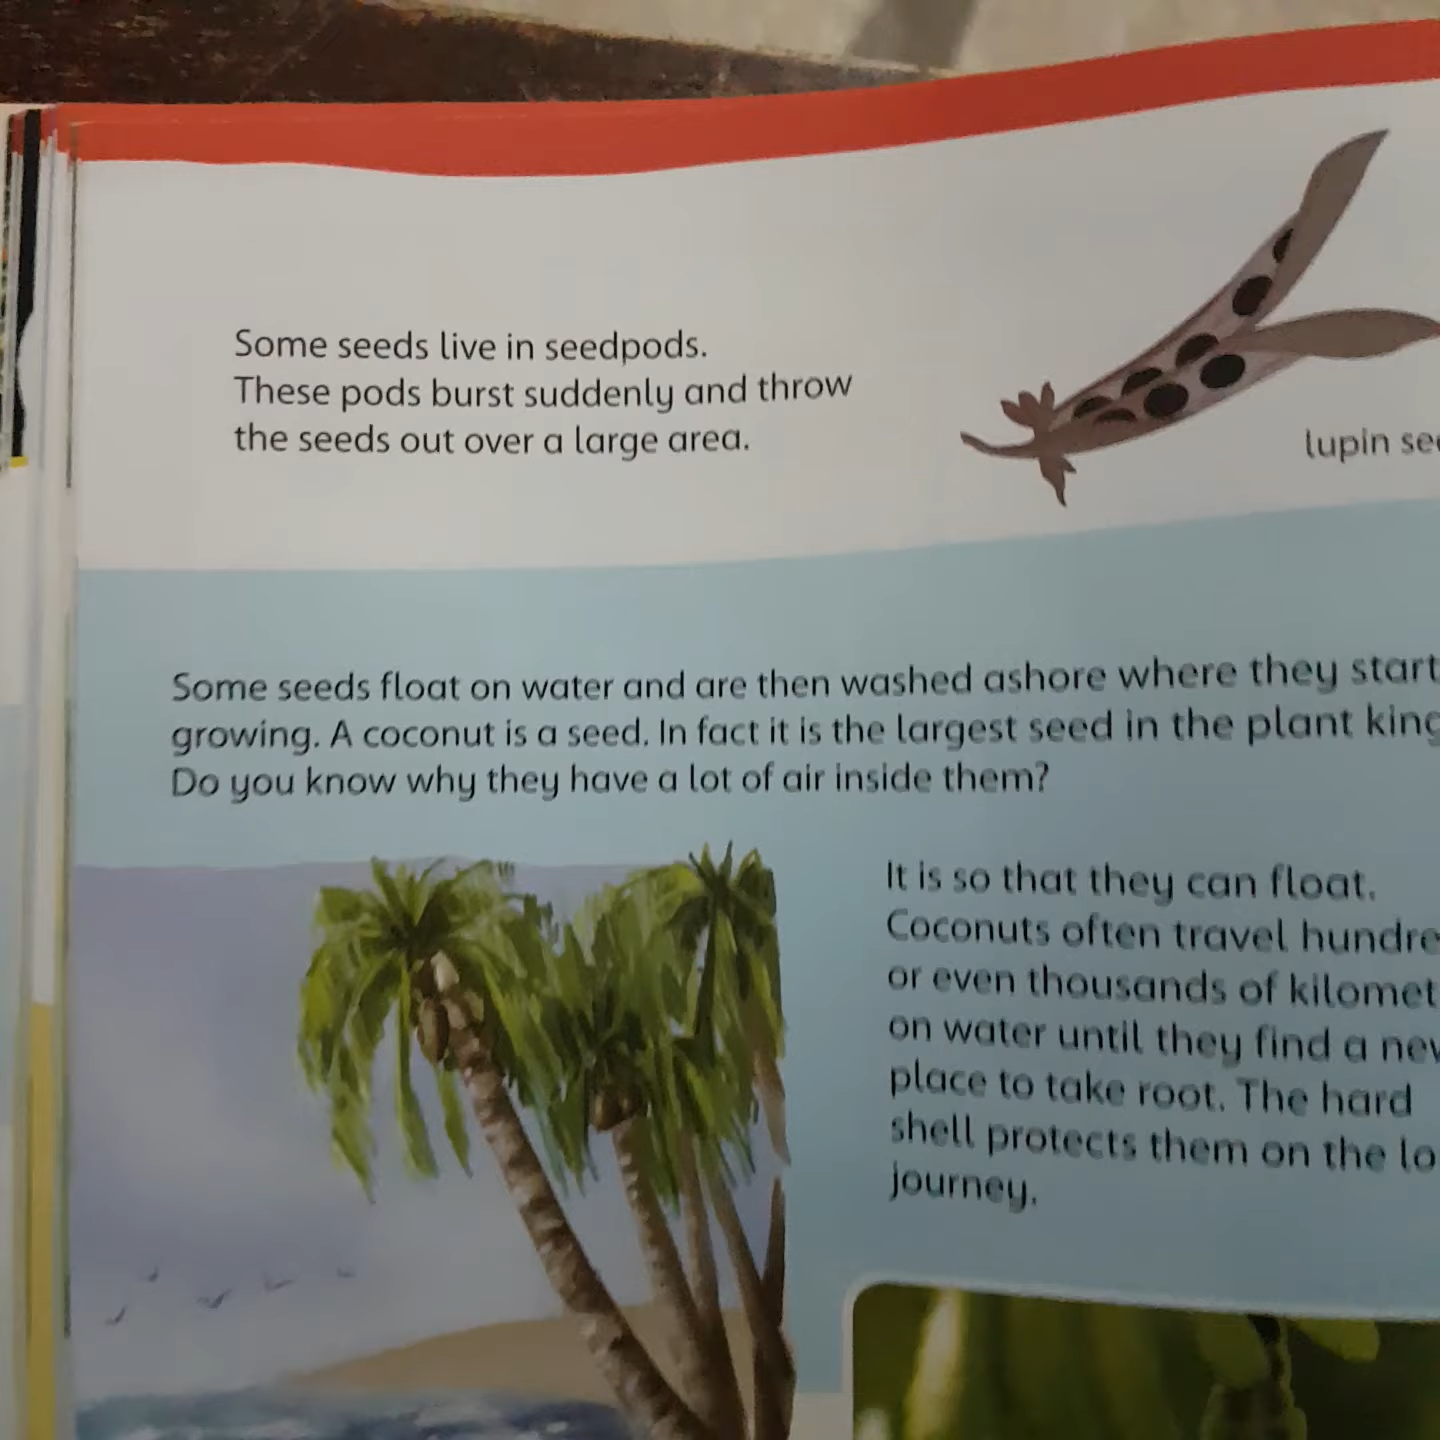 Some seeds live in seedpods.
These pods burst suddenly and throw
the seeds out over a large area.
lupin
Some seeds float on water and are then washed ashore where they start
growing. A coconut is a seed. In fact it is the largest seed in the plant
Do you know why they have a lot of air inside them?
It is so that they can float.
Coconuts often travel
or even thousands of
on water until they find a
place to take root. The hard
shell protects them on the
journey.